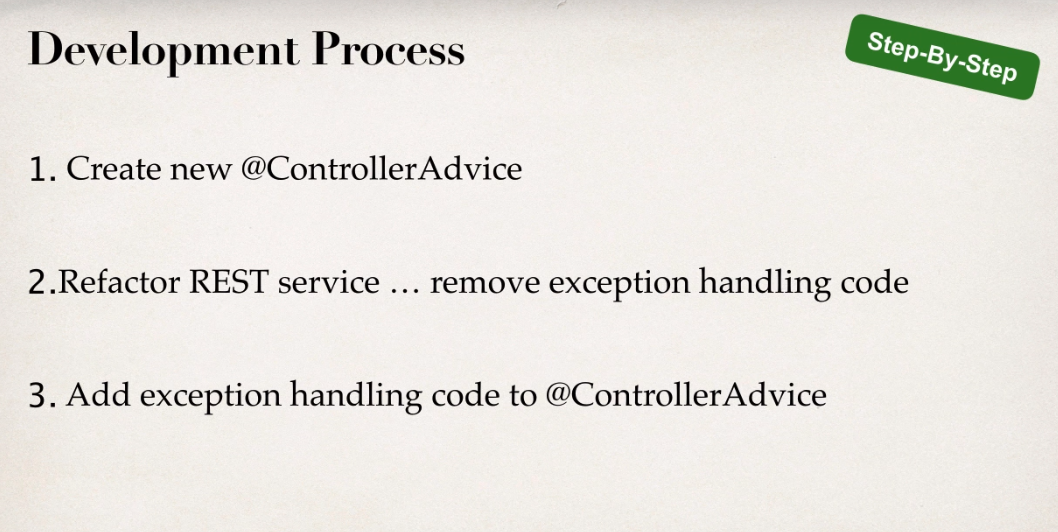 Development Process
Step-By-Step
1. Create new @ControllerAdvice
2.Refactor REST service … remove exception handling code
3. Add exception handling code to @ControllerAdvice